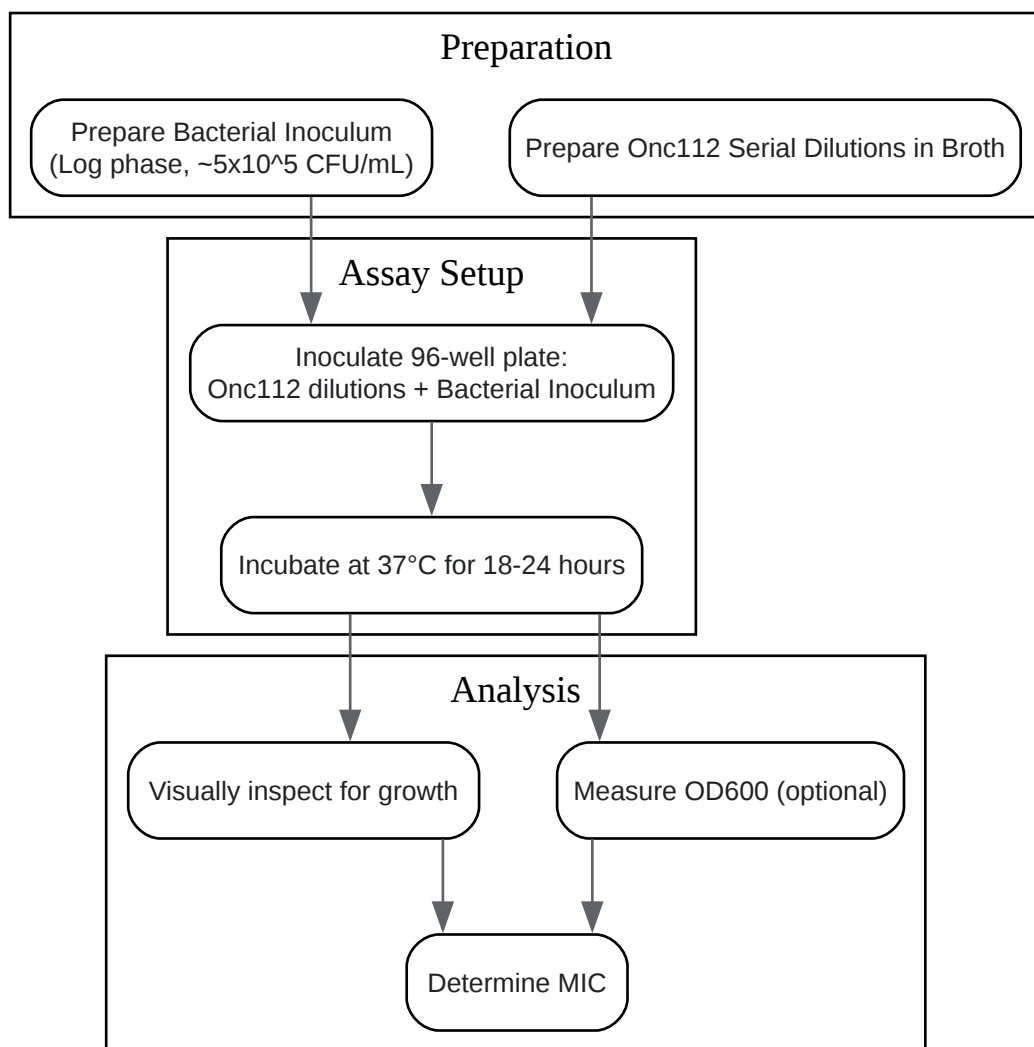 Preparation
Prepare Bacterial Inoculum
(Log phase, ~5x10^5 CFU/mL)
Prepare Onc112 Serial Dilutions in Broth
Assay Setup
Inoculate 96-well plate:
Onc112 dilutions + Bacterial Inoculum
Incubate at 37°C for 18-24 hours
Analysis
Visually inspect for growth
Measure OD600 (optional)
Determine MIC